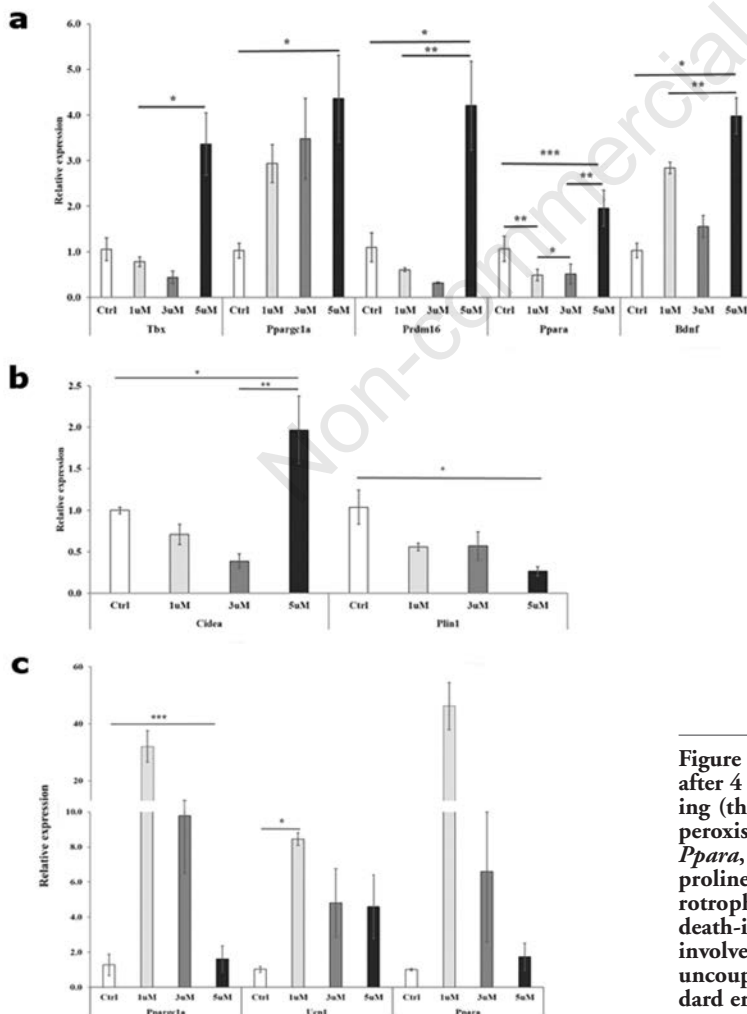 Non-commercial
a
Relative expression
6.0
5.0
4.0
3.0
2.0
1.0
0.0
*
*
*
**
***
**
**
*
*
**
Ctrl 1uM 3uM 5uM Ctrl 1uM 3uM 5uM Ctrl 1uM 3uM 5uM Ctrl 1uM 3uM 5uM Ctrl 1uM 3uM 5uM
Tbx Ppargc1a Prdm16 Ppara Bdnf
b
Relative expression
2.5
2.0
1.5
1.0
0.5
0.0
*
**
*
Ctrl 1uM 3uM 5uM Ctrl 1uM 3uM 5uM
Cidea Plin1
c
Relative expression
60
40
20
10.0
8.0
6.0
4.0
2.0
0.0
***
*
Ctrl 1uM 3uM 5uM Ctrl 1uM 3uM 5uM Ctrl 1uM 3uM 5uM
Ppargc1a Ucp1 Ppara
Figure
after 4
ing (th
peroxis
Ppara,
proline
rotroph
death-i
involve
uncoup
dard er